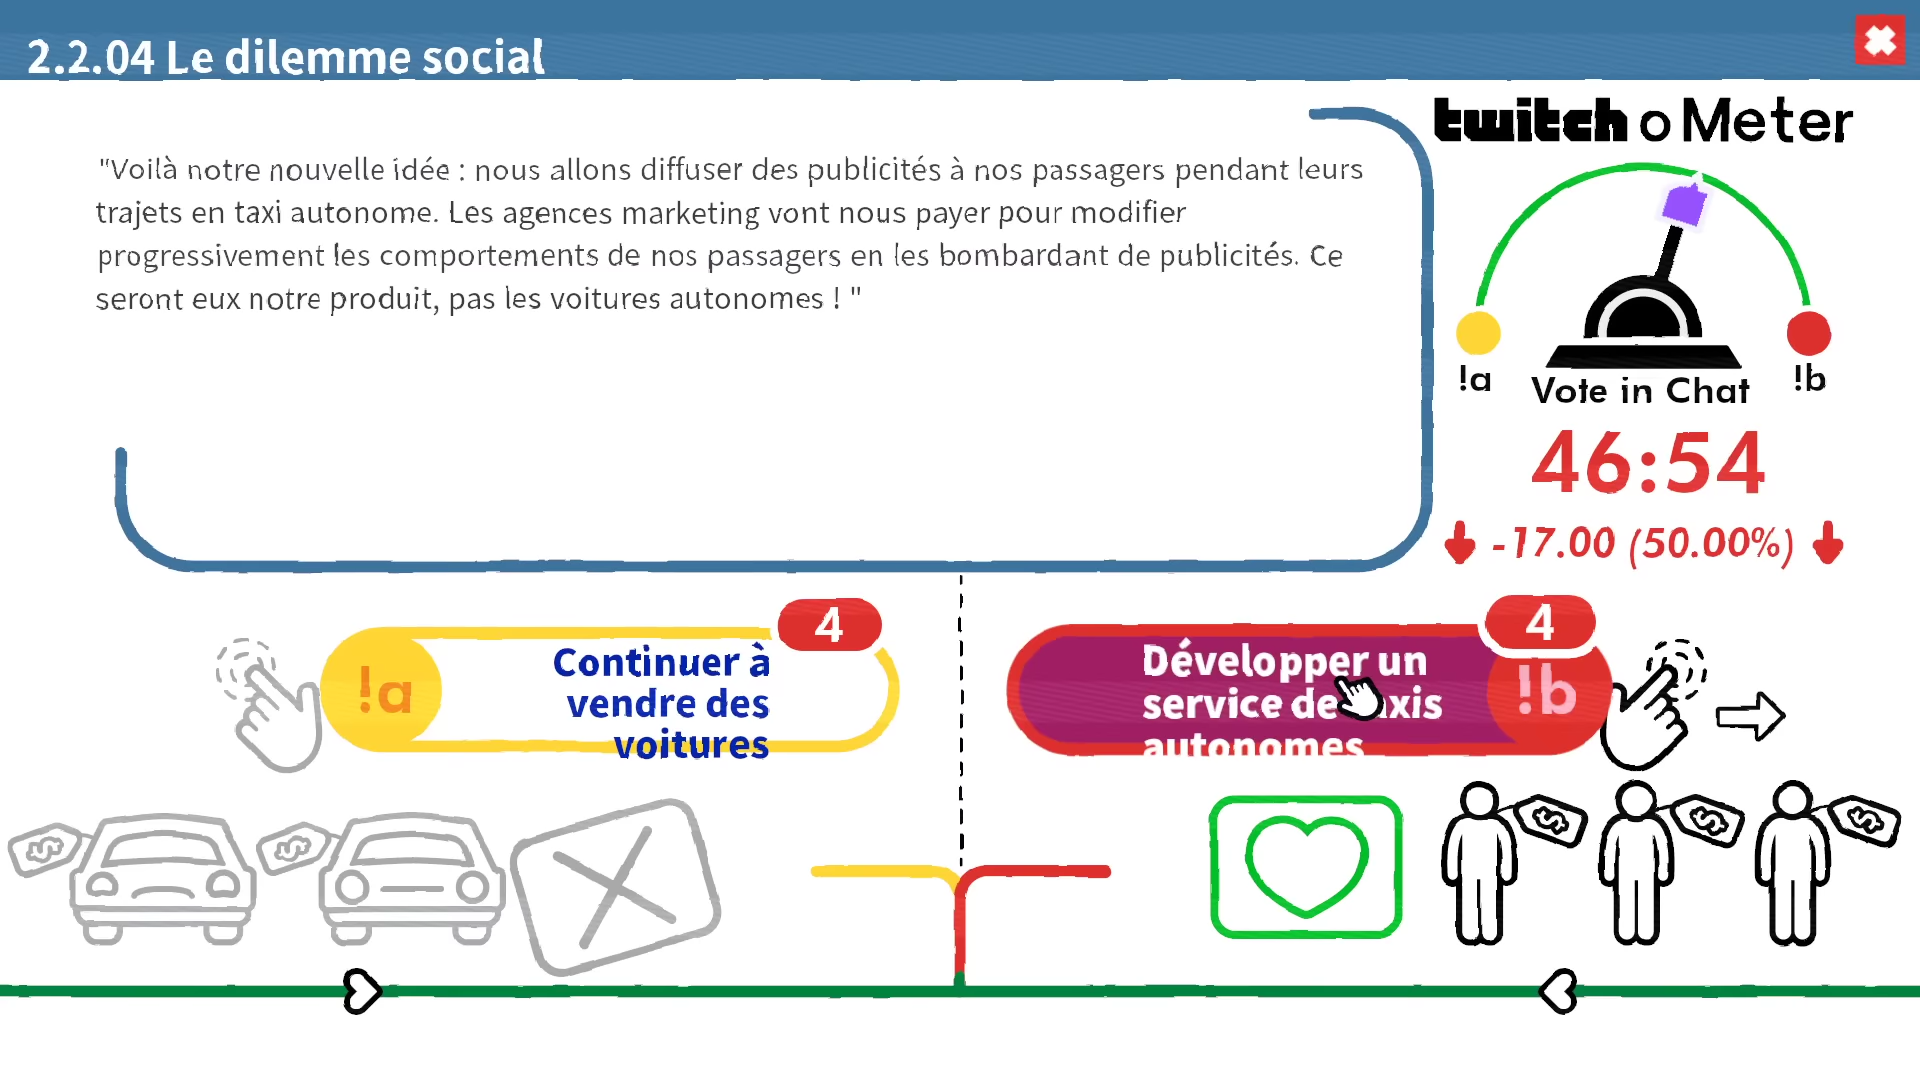 2.2.04 Le dilemme social
"Voilà notre nouvelle idée : nous allons diffuser des publicités à nos passagers pendant leurs
trajets en taxi autonome. Les agences marketing vont nous payer pour modifier
progressivement les comportements de nos passagers en les bombardant de publicités. Ce
seront eux notre produit, pas les voitures autonomes ! "
twitch o Meter
!a
Vote in Chat
!b
46:54
-17.00 (50.00%)
4
!a
Continuer à
vendre des
voitures
4
!b
Développer un
service de
autonomes
$
$
$
$
$